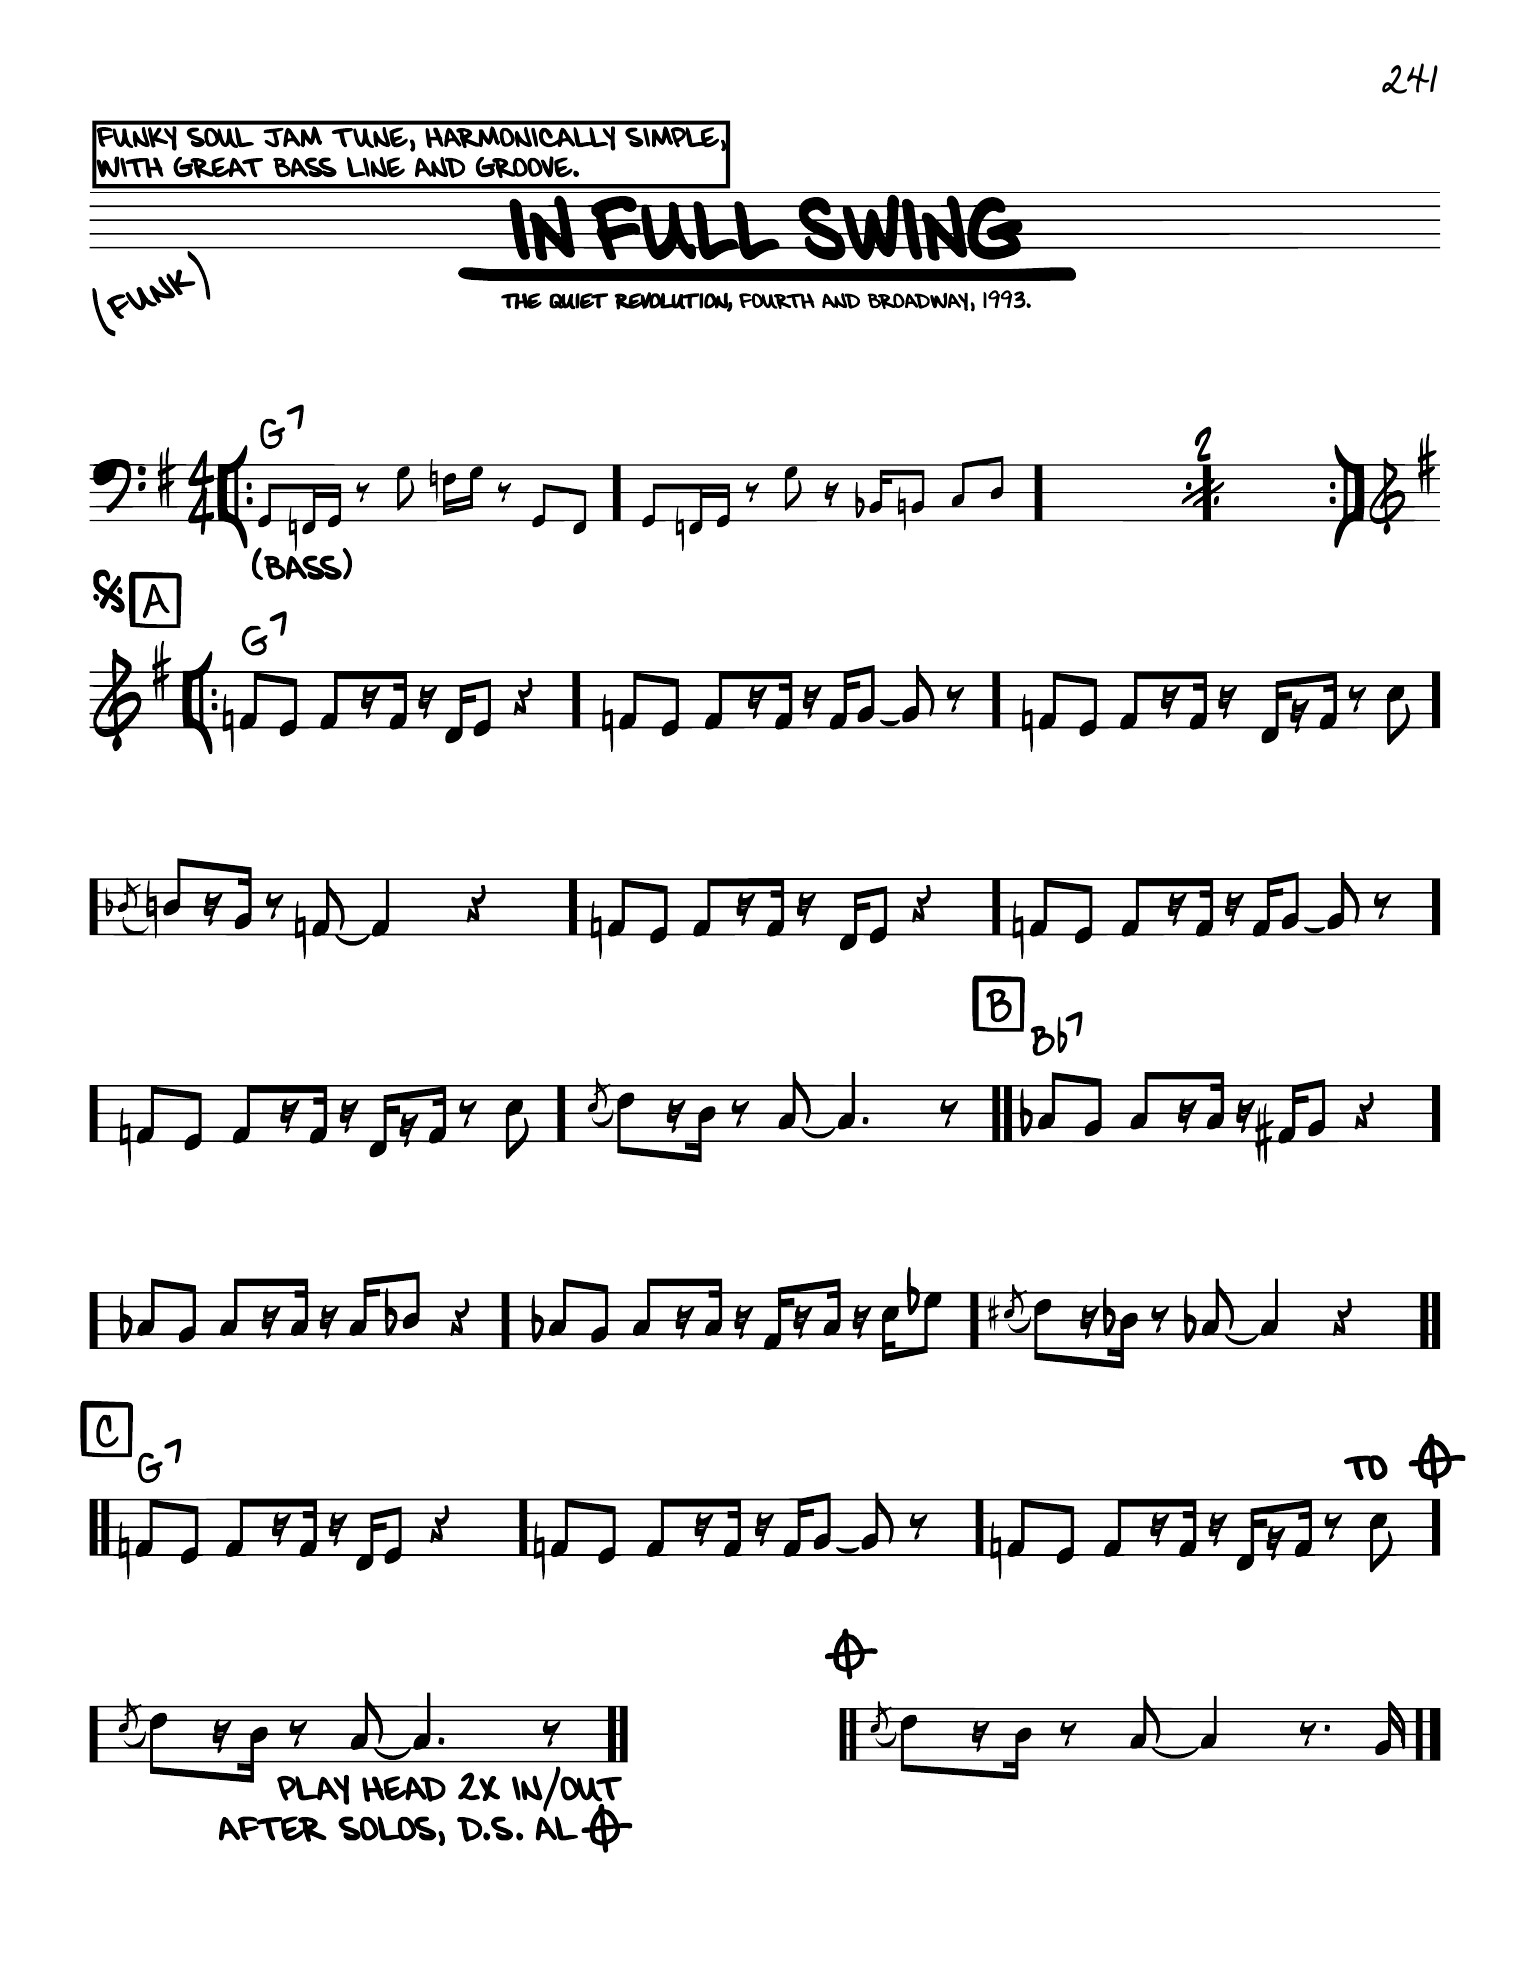 241
FUNKY SOUL JAM TUNE, HARMONICALLY SIMPLE,
WITH GREAT BASS LINE AND GROOVE.
IN FULL SWING
(FUNK)
THE QUIET REVOLUTION, FOURTH AND BROADWAY, 1993.
G7
2
4
4
(BASS)
A
G7
B
Bb7
C
G7
TO
PLAY HEAD 2X IN/OUT
AFTER SOLOS, D.S. AL